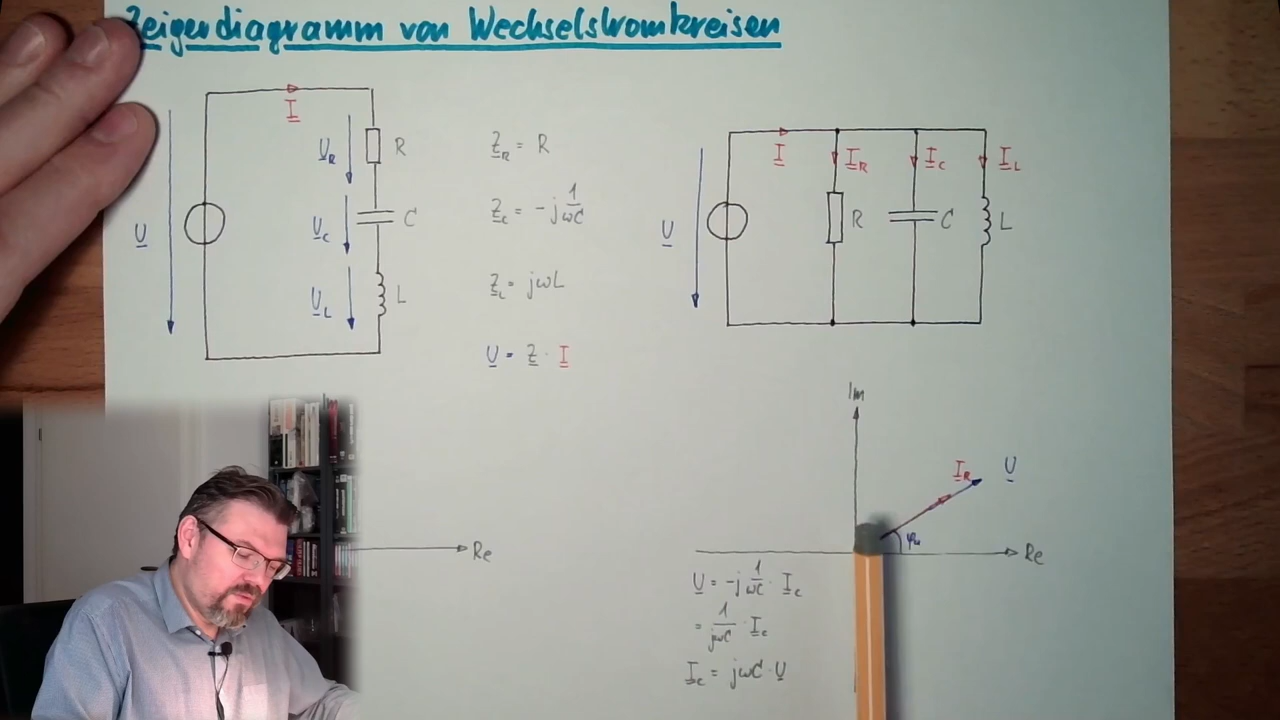 Zeigerdiagramm von Wechselstromkreisen
I
U
U_R
R
U_C
C
U_L
L
Z_R = R
Z_C = -j 1/ωC
Z_L = jωL
U = Z · I
U
I
I_R
I_C
I_L
R
C
L
Re
Im
I_R
U
φ_u
Re
U = -j 1/ωC · I_C
= 1/jωC · I_C
I_C = jωC · U